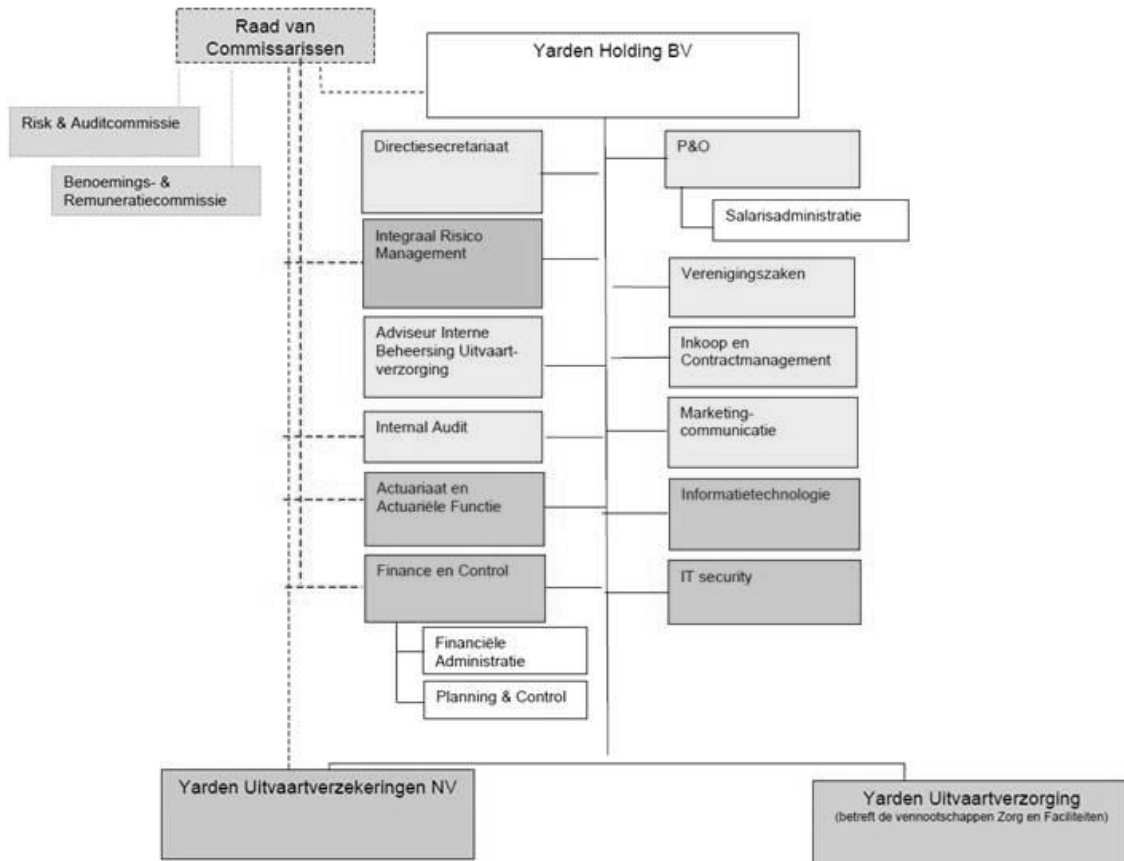 Raad van
Commissarissen
Yarden Holding BV
Risk & Auditcommissie
Benoemings- &
Remuneratiecommissie
Directiesecretariaat
P&O
Salarisadministratie
Integraal Risico
Management
Verenigingszaken
Adviseur Interne
Beheersing Uitvaart-
verzorging
Inkoop en
Contractmanagement
Internal Audit
Marketing-
communicatie
Actuariaat en
Actuariële Functie
Informatietechnologie
Finance en Control
IT security
Financiële
Administratie
Planning & Control
Yarden Uitvaartverzekeringen NV
Yarden Uitvaartverzorging
(betreft de vennootschappen Zorg en Faciliteiten)